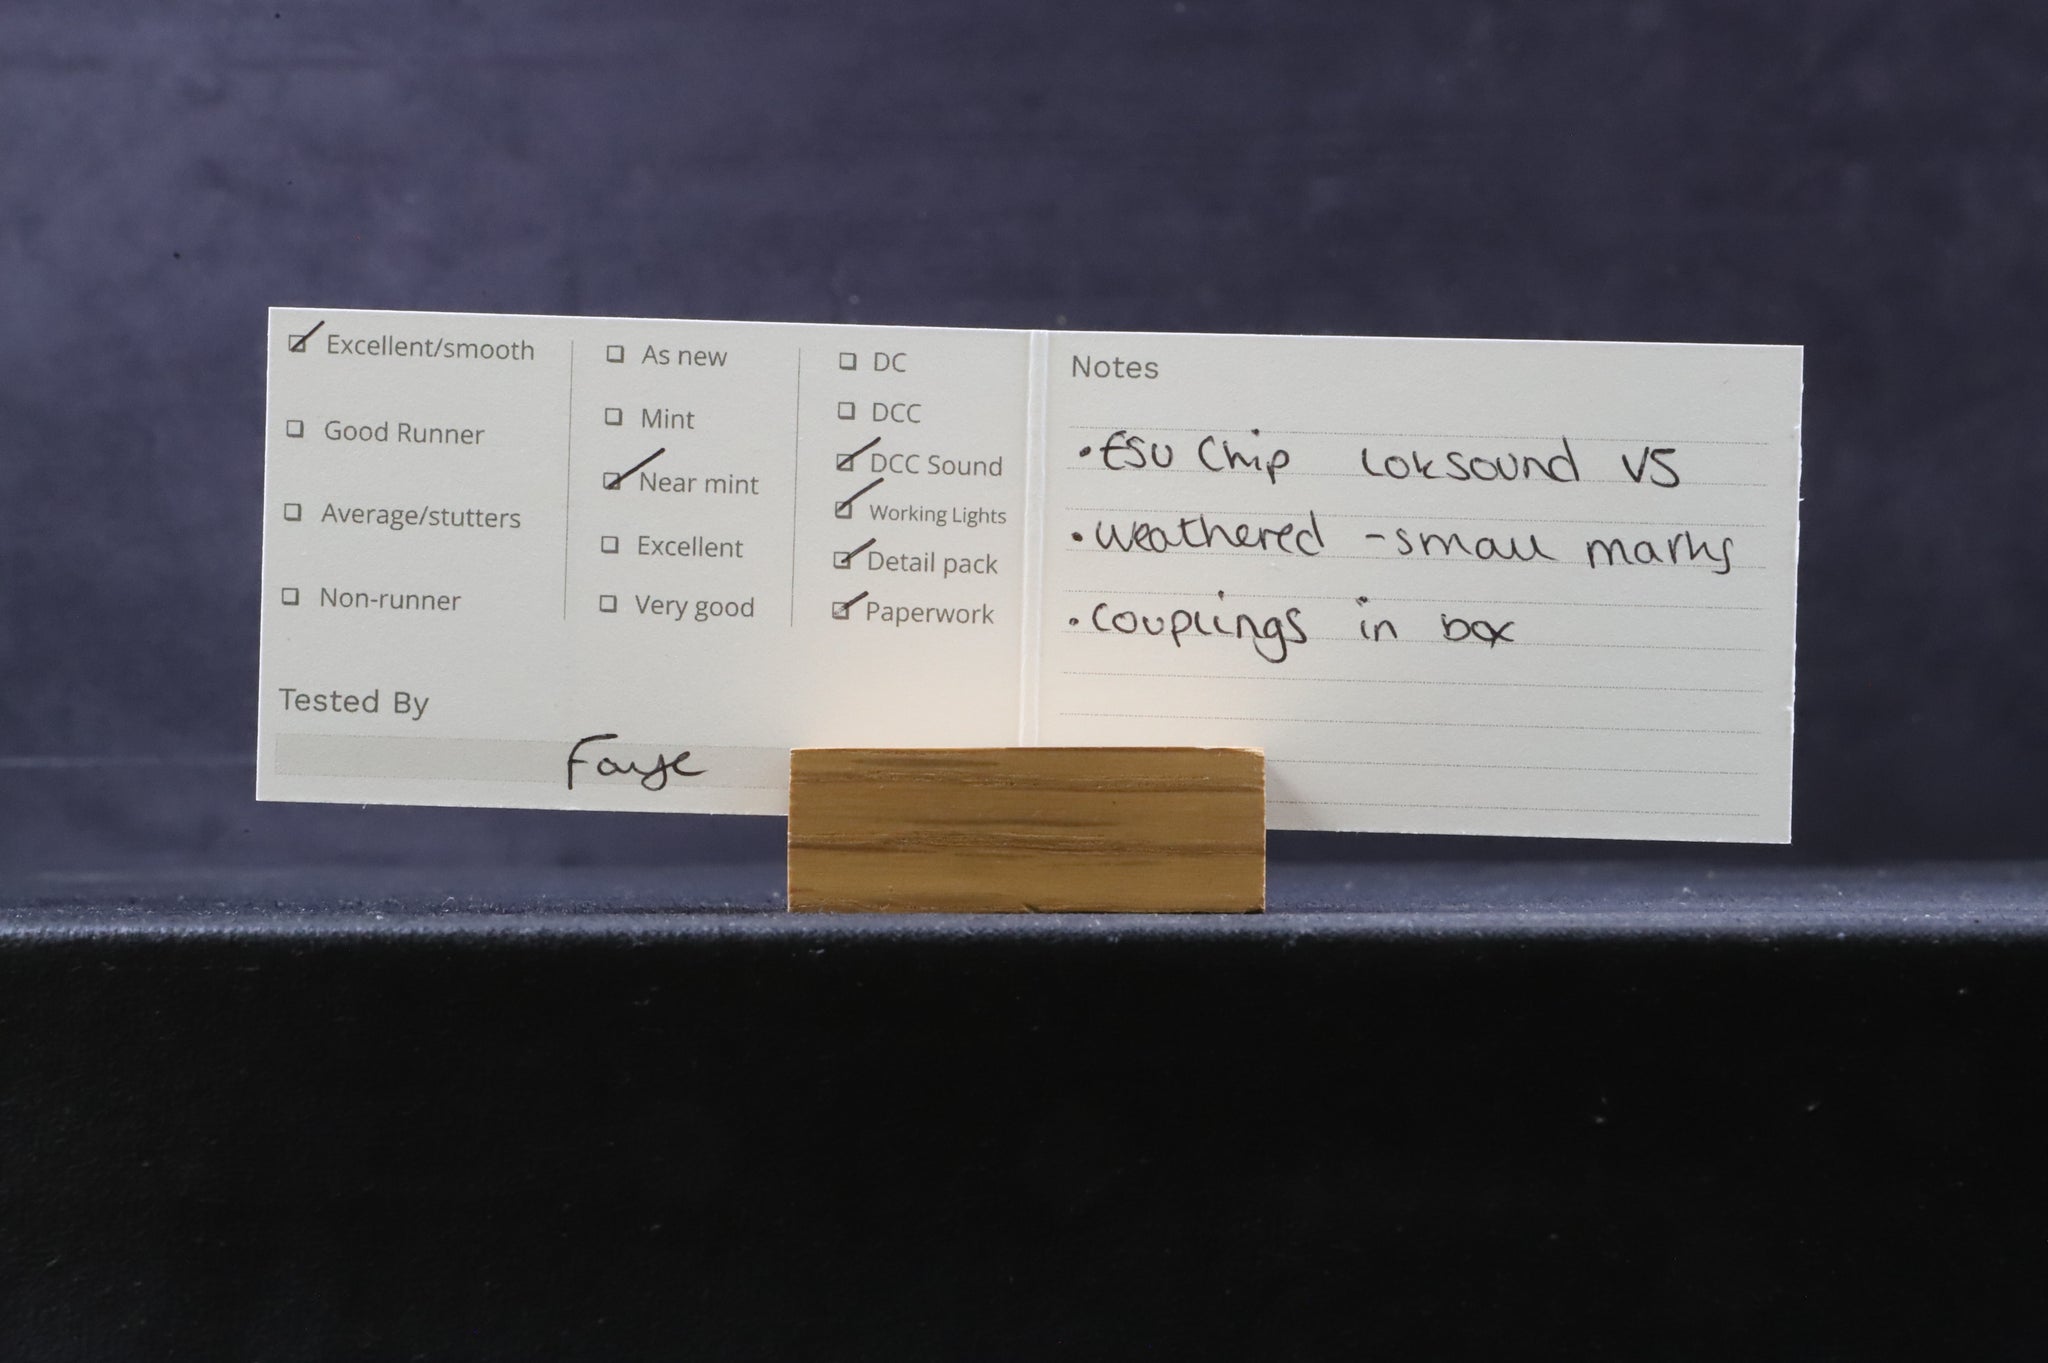 Excellent/smooth
Good Runner
Average/stutters
Non-runner
As new
Mint
Near mint
Excellent
Very good
DC
DCC
DCC Sound
Working Lights
Detail pack
Paperwork
Tested By
Faye
Notes
• ESU Chip Loksound V5
• weathered - small marks
• couplings in box